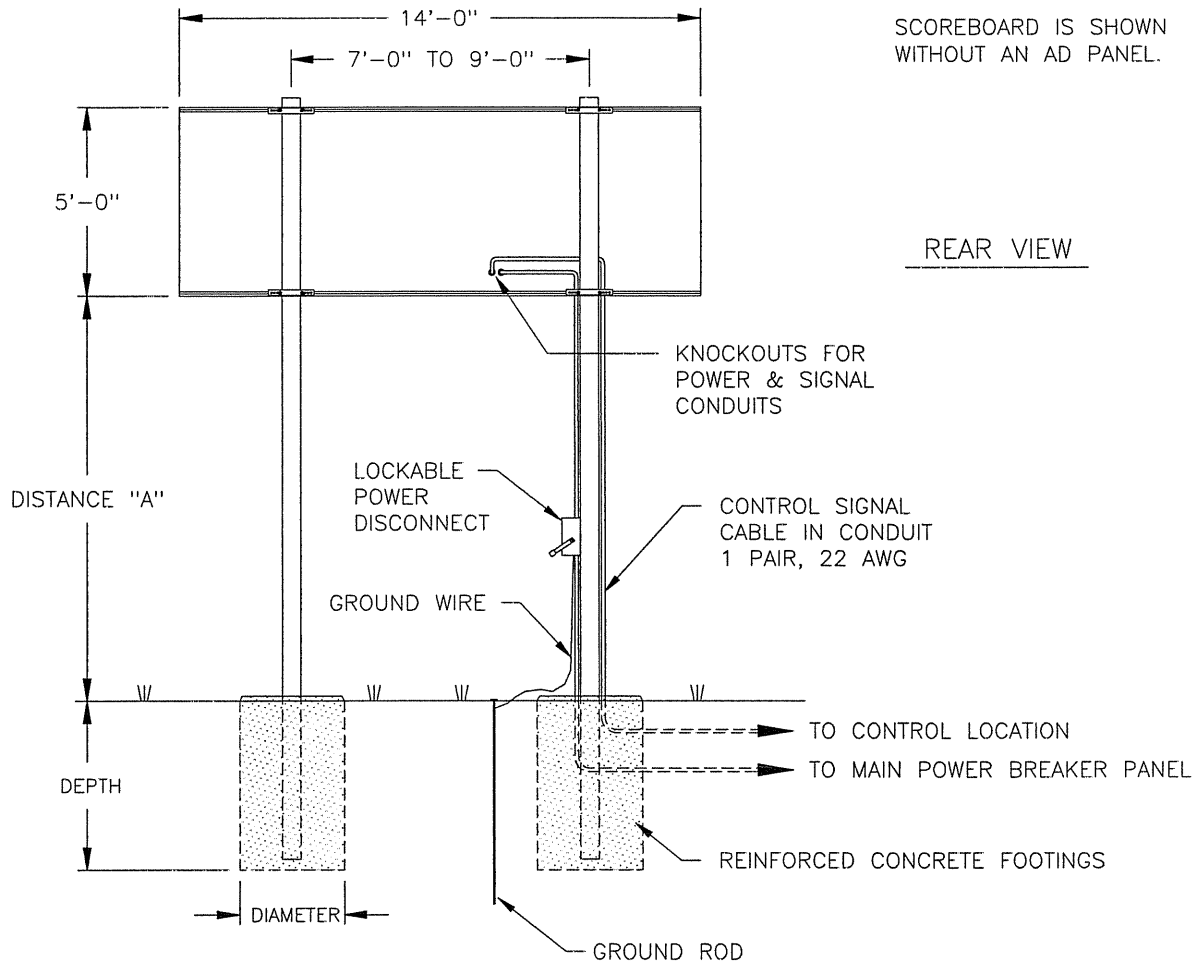 14'-0"
SCOREBOARD IS SHOWN
WITHOUT AN AD PANEL.
7'-0" TO 9'-0"
5'-0"
REAR VIEW
KNOCKOUTS FOR
POWER & SIGNAL
CONDUITS
LOCKABLE
POWER
DISCONNECT
DISTANCE "A"
CONTROL SIGNAL
CABLE IN CONDUIT
1 PAIR, 22 AWG
GROUND WIRE
TO CONTROL LOCATION
TO MAIN POWER BREAKER PANEL
DEPTH
REINFORCED CONCRETE FOOTINGS
DIAMETER
GROUND ROD